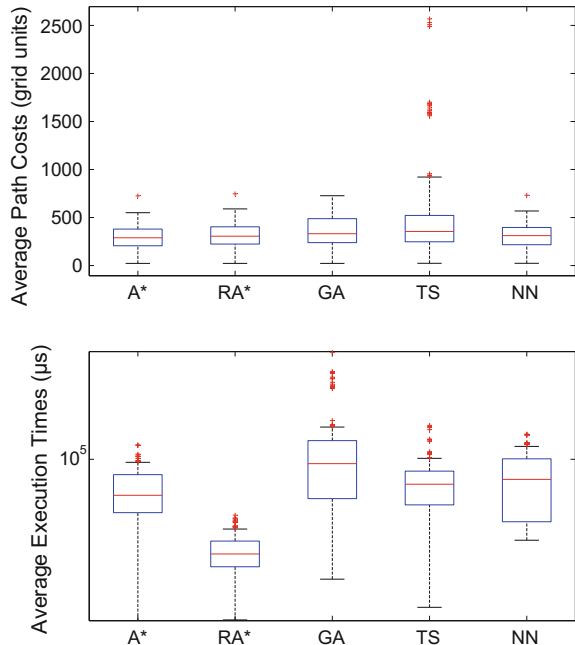 Average Path Costs (grid units)
2500
2000
1500
1000
500
0
A* RA* GA TS NN
Average Execution Times (μs)
10^5
A* RA* GA TS NN